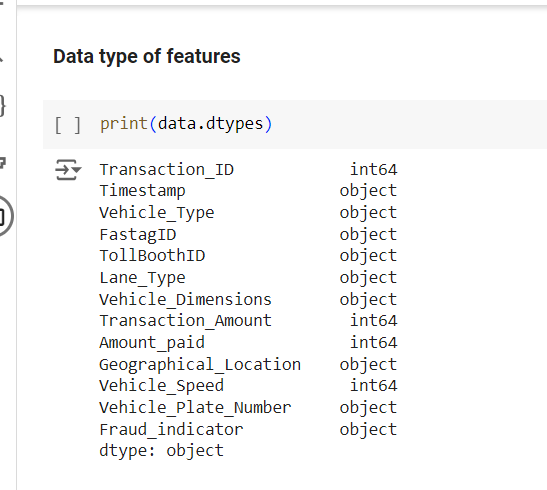 Data type of features
[ ] print(data.dtypes)
Transaction_ID int64
Timestamp object
Vehicle_Type object
FastagID object
TollBoothID object
Lane_Type object
Vehicle_Dimensions object
Transaction_Amount int64
Amount_paid int64
Geographical_Location object
Vehicle_Speed int64
Vehicle_Plate_Number object
Fraud_indicator object
dtype: object